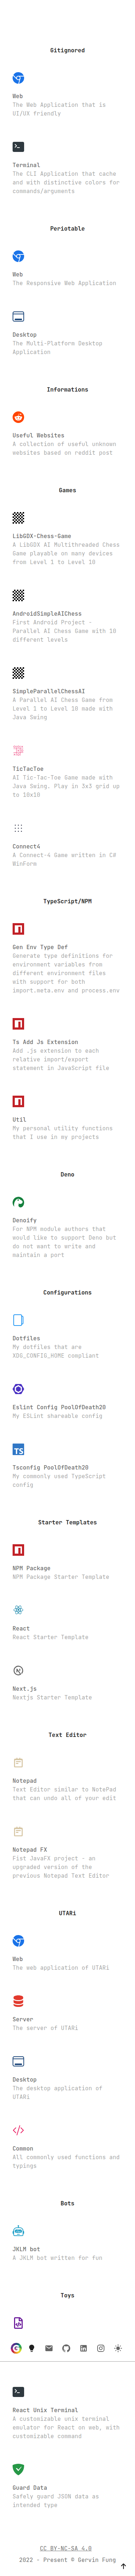 Gitignored
Web
The Web Application that is
UI/UX friendly
Terminal
The CLI Application that cache
and with distinctive colors for
commands/arguments
Periotable
Web
The Responsive Web Application
Desktop
The Multi-Platform Desktop
Application
Informations
Useful Websites
A collection of useful unknown
websites based on reddit post
Games
LibGDX-Chess-Game
A LibGDX AI Multithreaded Chess
Game playable on many devices
from Level 1 to Level 10
AndroidSimpleAIChess
First Android Project -
Parallel AI Chess Game with 10
different levels
SimpleParallelChessAI
A Parallel AI Chess Game from
Level 1 to Level 10 made with
Java Swing
TicTacToe
AI Tic-Tac-Toe Game made with
Java Swing. Play in 3x3 grid up
to 10x10
Connect4
A Connect-4 Game written in C#
WinForm
TypeScript/NPM
Gen Env Type Def
Generate type definitions for
environment variables from
different environment files
with support for both
import.meta.env and process.env
Ts Add Js Extension
Add .js extension to each
relative import/export
statement in JavaScript file
Util
My personal utility functions
that I use in my projects
Deno
Denoify
For NPM module authors that
would like to support Deno but
do not want to write and
maintain a port
Configurations
Dotfiles
My dotfiles that are
XDG_CONFIG_HOME compliant
Eslint Config PoolOfDeath20
My ESLint shareable config
Tsconfig PoolOfDeath20
My commonly used TypeScript
config
Starter Templates
NPM Package
NPM Package Starter Template
React
React Starter Template
Next.js
Nextjs Starter Template
Text Editor
Notepad
Text Editor similar to NotePad
that can undo all of your edit
Notepad FX
Fist JavaFX project - an
upgraded version of the
previous Notepad Text Editor
UTARi
Web
The web application of UTARi
Server
The server of UTARi
Desktop
The desktop application of
UTARi
Common
All commonly used functions and
typings
Bots
JKLM bot
A JKLM bot written for fun
Toys
React Unix Terminal
A customizable unix terminal
emulator for React on web, with
customizable command
Guard Data
Safely guard JSON data as
intended type
CC BY-NC-SA 4.0
2022 - Present © Gervin Fung